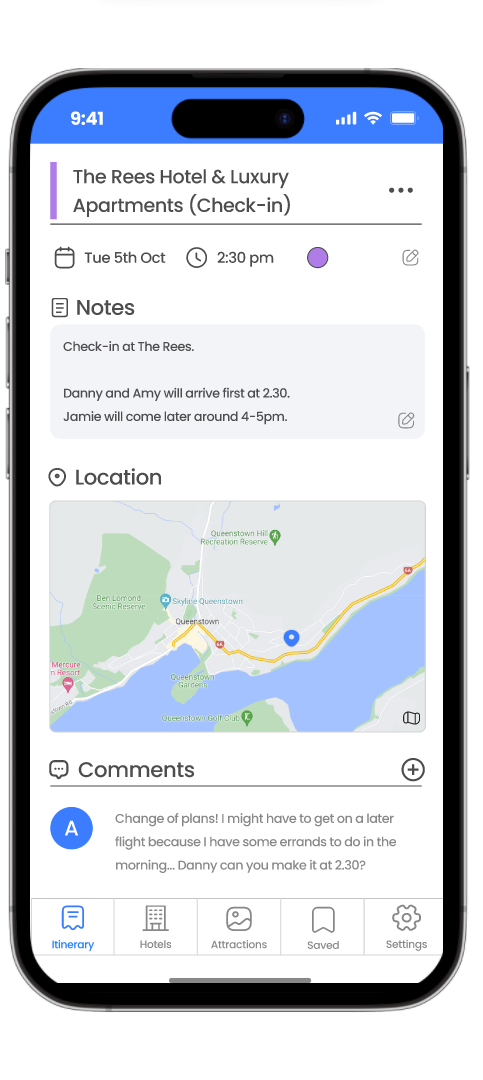 9:41
The Rees Hotel & Luxury
Apartments (Check-in)
Tue 5th Oct
2:30 pm
Notes
Check-in at The Rees.
Danny and Amy will arrive first at 2.30.
Jamie will come later around 4-5pm.
Location
Queenstown Hill
Recreation Reserve
Ben Lomond
Scenic Reserve
Skyline Queenstown
Queenstown
Mercure
n Resort
Queenstown
Gardens
Queenstown Golf Club
Comments
A
Change of plans! I might have to get on a later
flight because I have some errands to do in the
morning... Danny can you make it at 2.30?
Itinerary
Hotels
Attractions
Saved
Settings